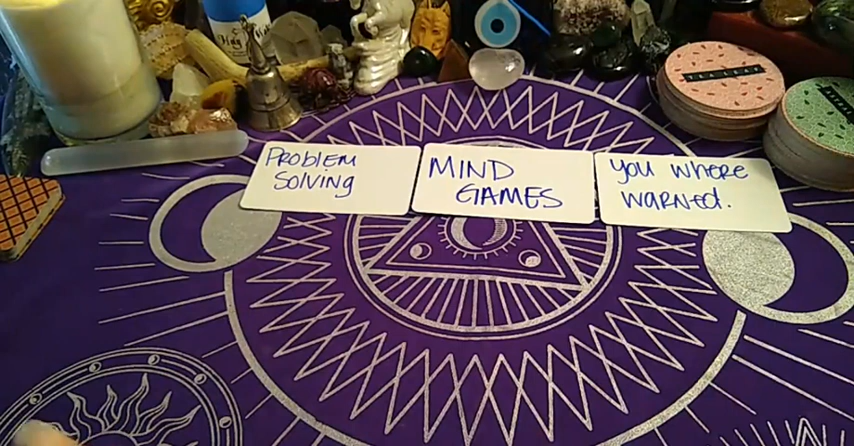 PROBLEM
SOLVING
MIND
GAMES
YOU WHERE
WARNED.